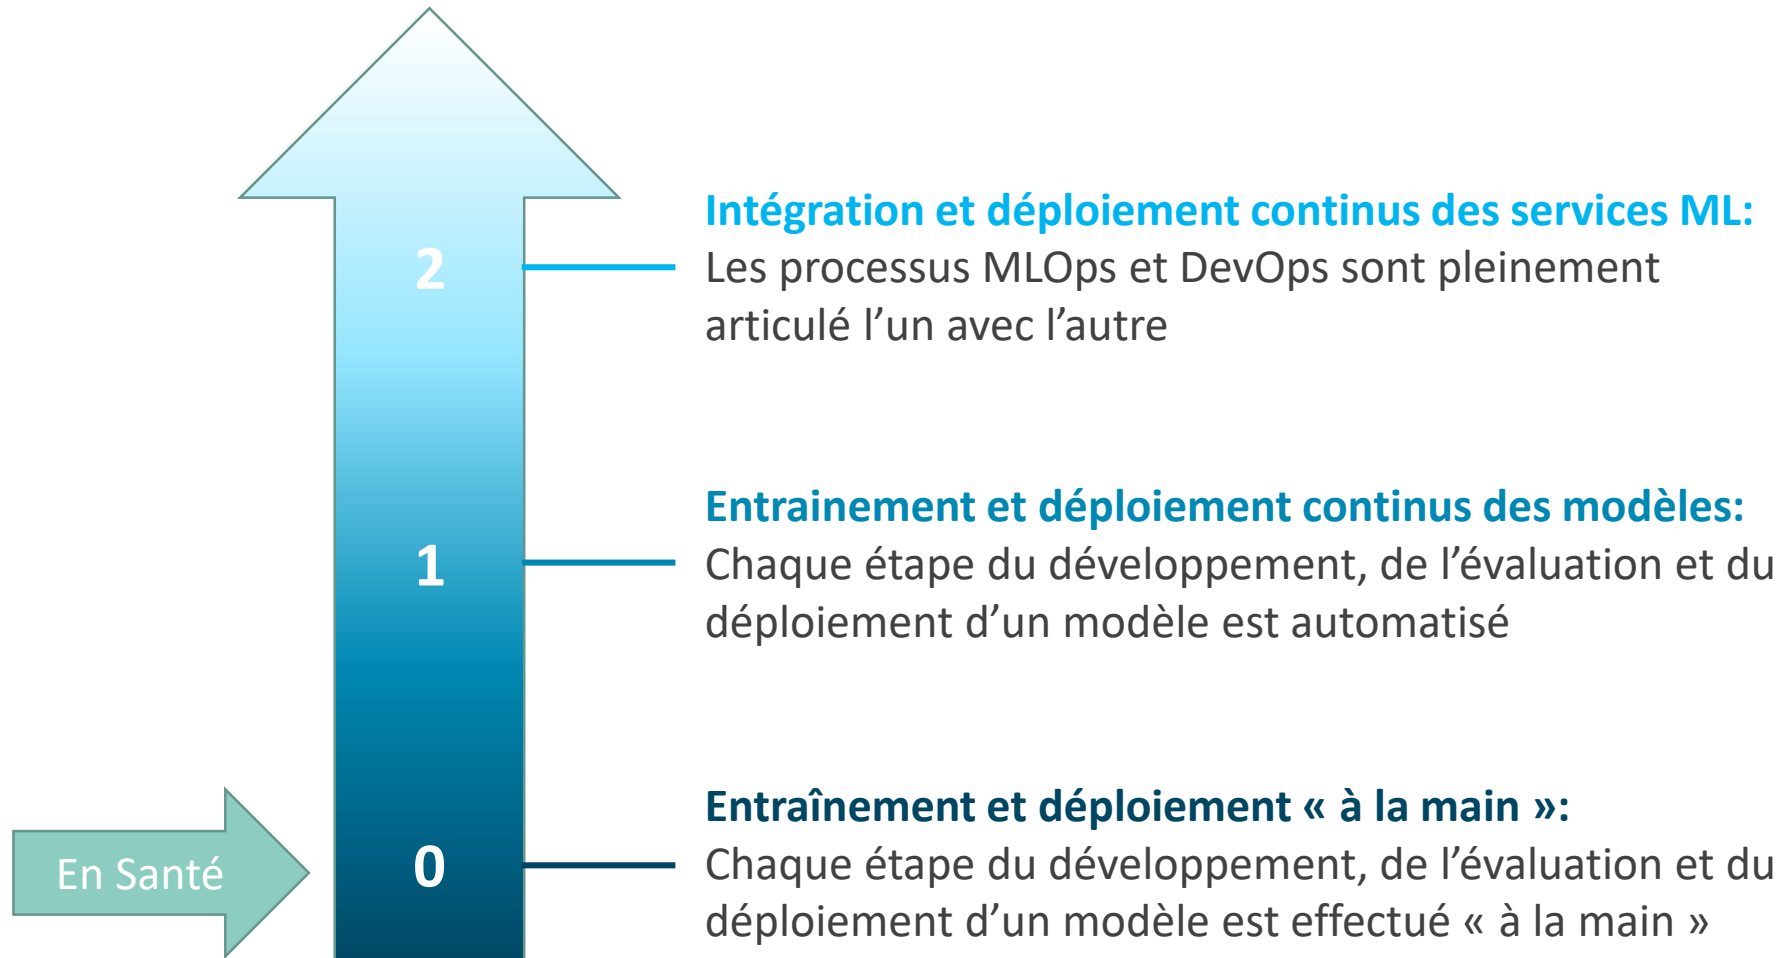 2
Intégration et déploiement continus des services ML:
Les processus MLOps et DevOps sont pleinement
articulé l’un avec l’autre
1
Entrainement et déploiement continus des modèles:
Chaque étape du développement, de l’évaluation et du
déploiement d’un modèle est automatisé
En Santé
0
Entraînement et déploiement « à la main »:
Chaque étape du développement, de l’évaluation et du
déploiement d’un modèle est effectué « à la main »